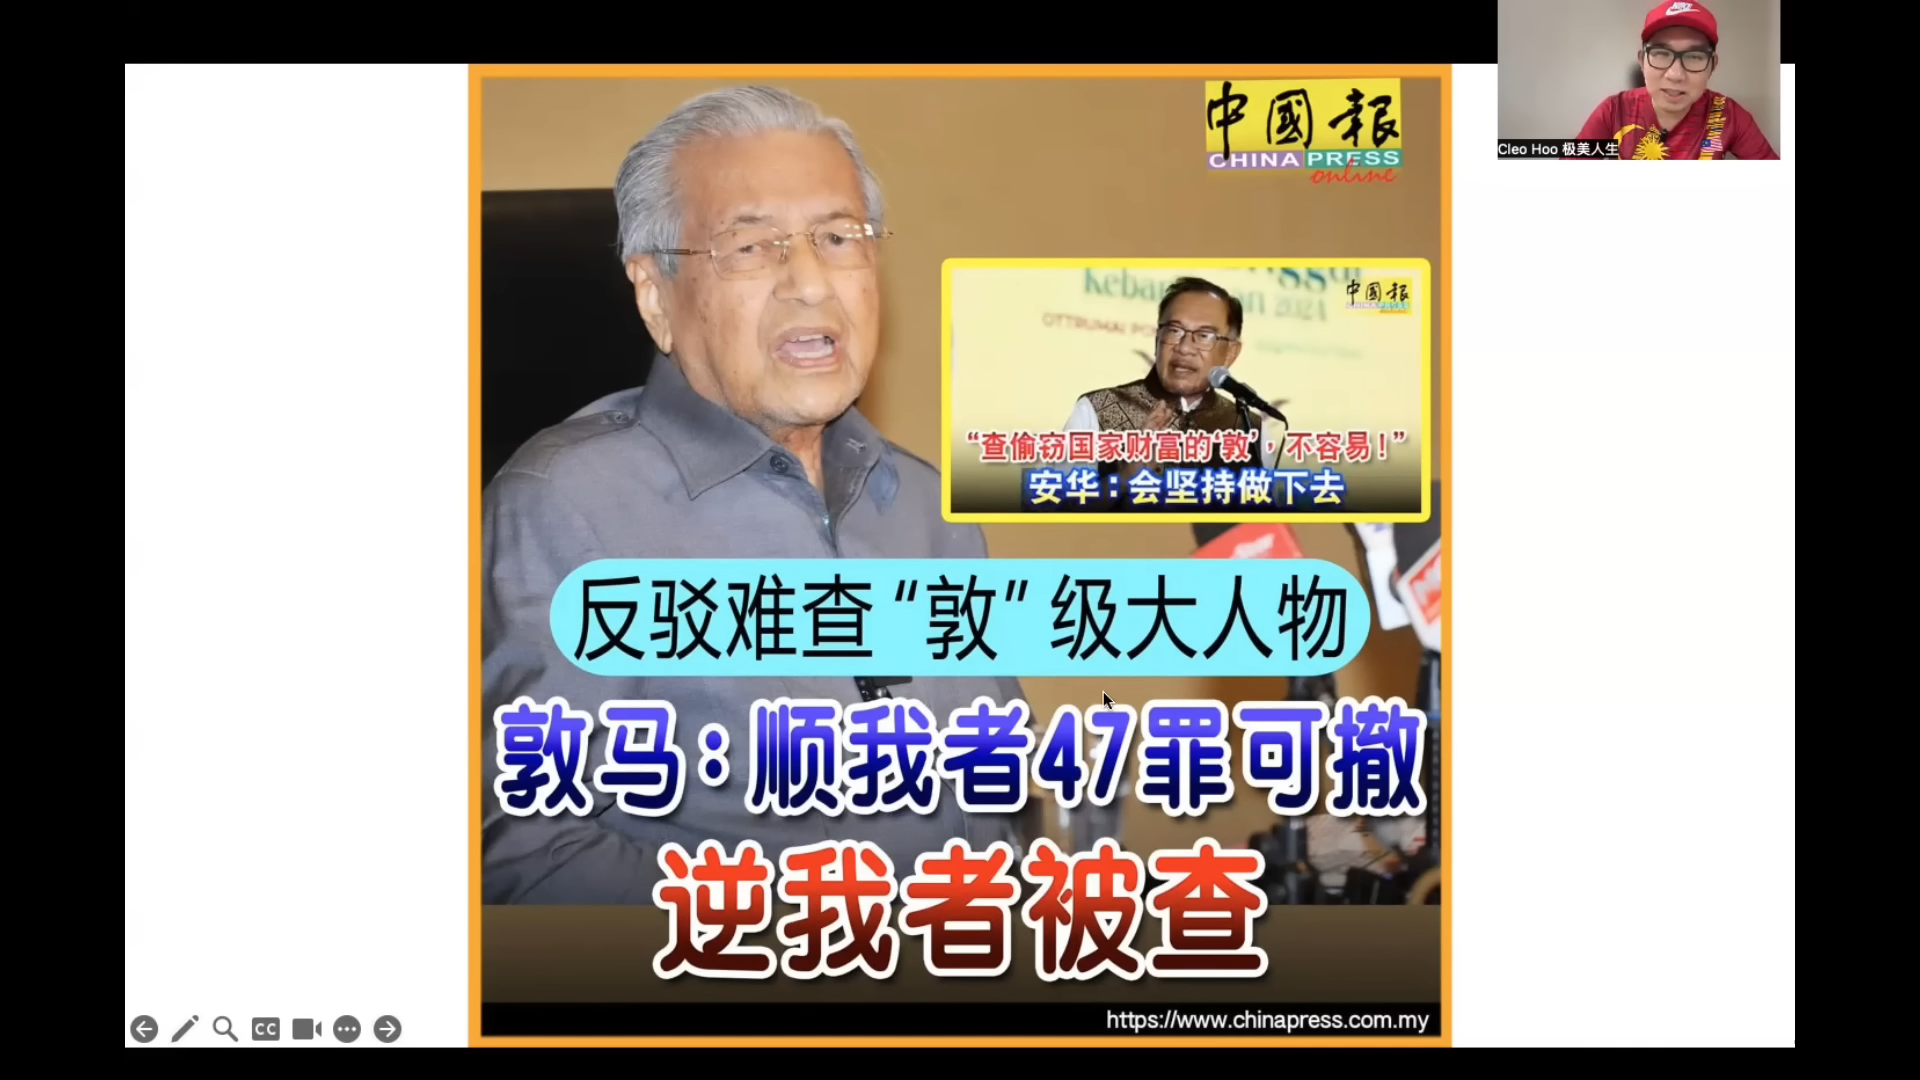 中國報
CHINA PRESS
online
Cleo Hoo 极美人生
中國報
2024
“查偷窃国家财富的‘敦’，不容易！”
安华：会坚持做下去
反驳难查“敦”级大人物
敦马：顺我者47罪可撤
逆我者被查
https://www.chinapress.com.my
CC